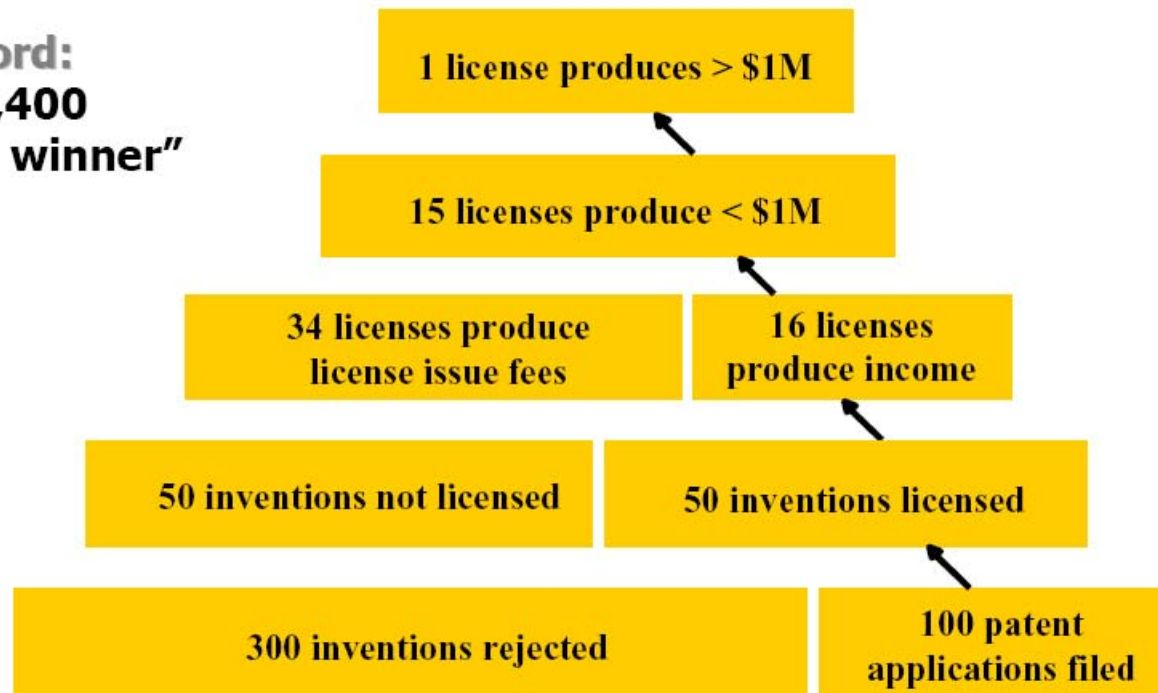 ord:
,400
winner"
1 license produces > $1M
15 licenses produce < $1M
34 licenses produce
license issue fees
16 licenses
produce income
50 inventions not licensed
50 inventions licensed
300 inventions rejected
100 patent
applications filed